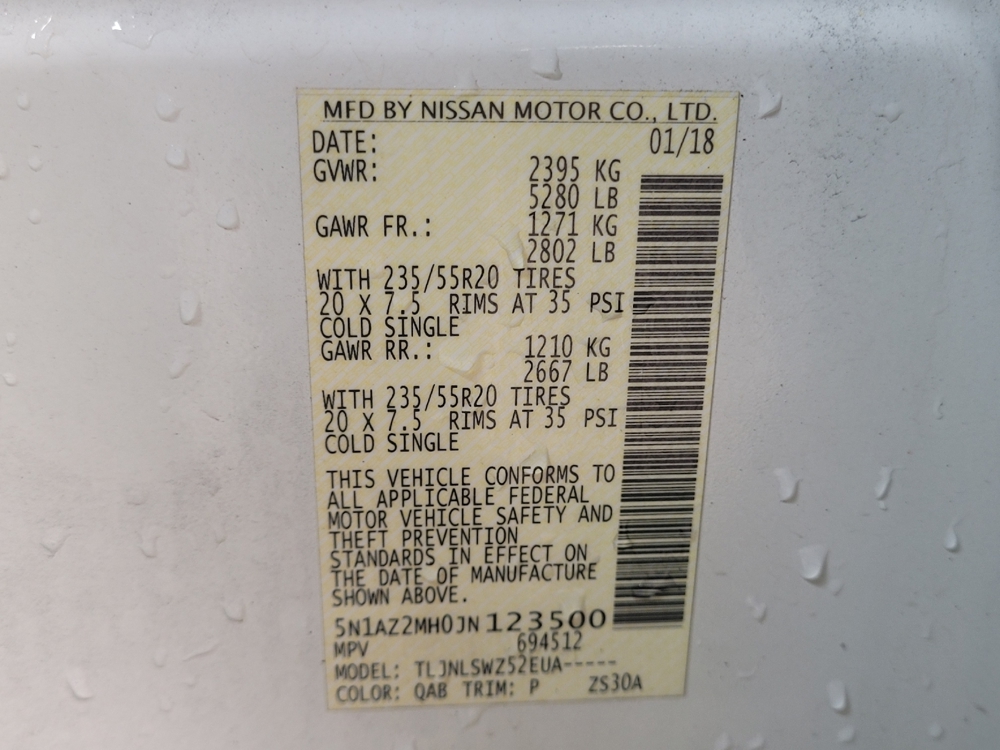 MFD BY NISSAN MOTOR CO., LTD.
DATE: 01/18
GVWR: 2395 KG
5280 LB
GAWR FR.: 1271 KG
2802 LB
WITH 235/55R20 TIRES
20 X 7.5 RIMS AT 35 PSI
COLD SINGLE
GAWR RR.: 1210 KG
2667 LB
WITH 235/55R20 TIRES
20 X 7.5 RIMS AT 35 PSI
COLD SINGLE
THIS VEHICLE CONFORMS TO
ALL APPLICABLE FEDERAL
MOTOR VEHICLE SAFETY AND
THEFT PREVENTION
STANDARDS IN EFFECT ON
THE DATE OF MANUFACTURE
SHOWN ABOVE.
5N1AZ2MH0JN123500
MPV 694512
MODEL: TLJNLSWZ52EUA-----
COLOR: QAB TRIM: P ZS30A